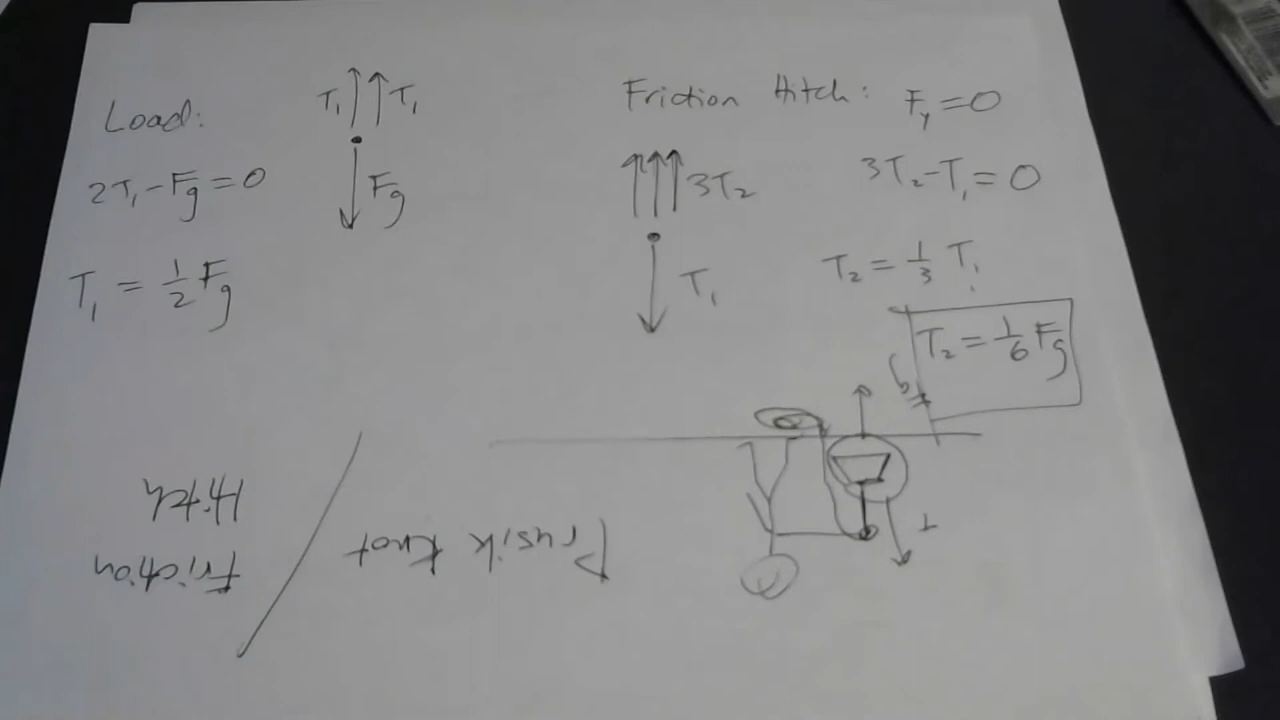 Load:
T₁ T₁
2T₁-Fg=0
Fg
T₁ = 1/2 Fg
Friction Hitch: Fy=0
3T₂
3T₂-T₁=0
T₁
T₂ = 1/3 T₁
T₂ = 1/6 Fg
Prusik Knot / Friction
Hitch